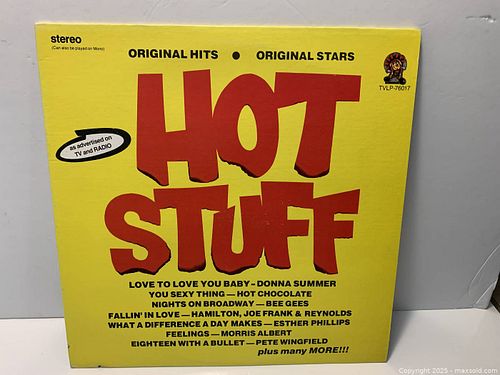 stereo
(Can also be played on Mono)
ORIGINAL HITS • ORIGINAL STARS
TVLP-76017
HOT
as advertised on
TV and RADIO
STUFF
LOVE TO LOVE YOU BABY – DONNA SUMMER
YOU SEXY THING — HOT CHOCOLATE
NIGHTS ON BROADWAY — BEE GEES
FALLIN' IN LOVE — HAMILTON, JOE FRANK & REYNOLDS
WHAT A DIFFERENCE A DAY MAKES — ESTHER PHILLIPS
FEELINGS — MORRIS ALBERT
EIGHTEEN WITH A BULLET — PETE WINGFIELD
plus many MORE!!!
Copyright 2025 - maxsold.com